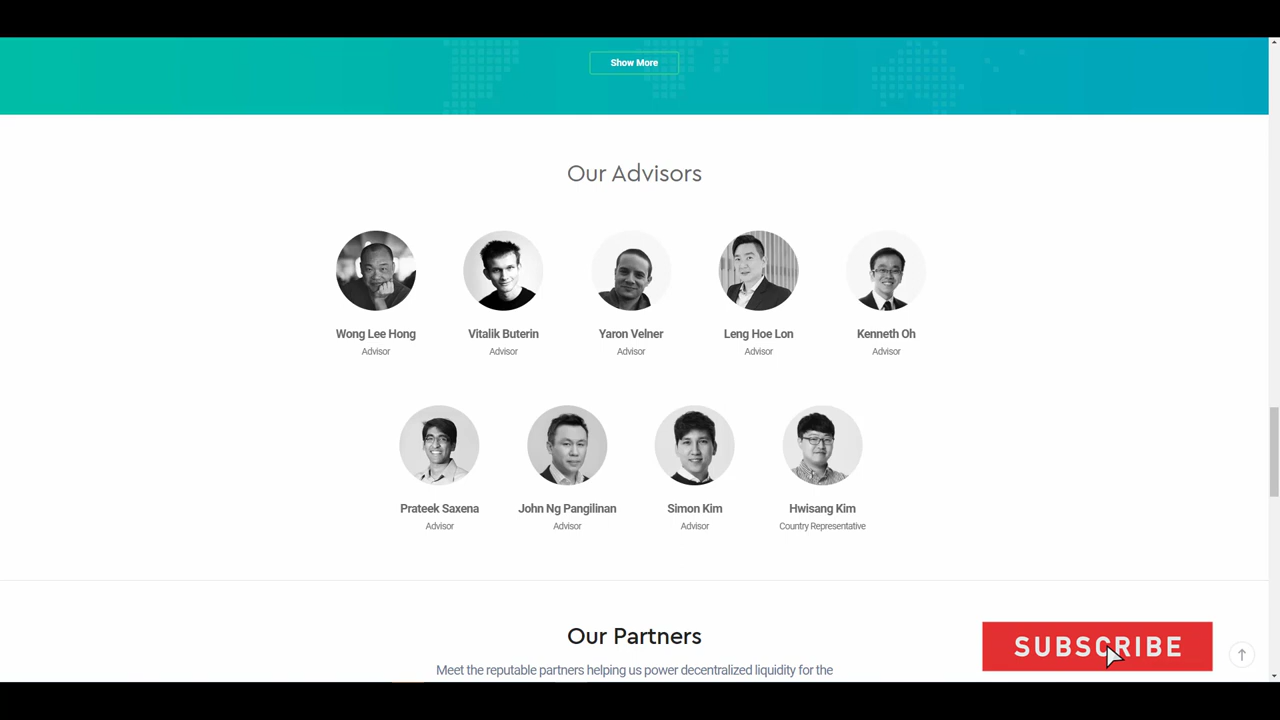 Show More
Our Advisors
Wong Lee Hong
Advisor
Vitalik Buterin
Advisor
Yaron Velner
Advisor
Leng Hoe Lon
Advisor
Kenneth Oh
Advisor
Prateek Saxena
Advisor
John Ng Pangilinan
Advisor
Simon Kim
Advisor
Hwisang Kim
Country Representative
Our Partners
Meet the reputable partners helping us power decentralized liquidity for the
SUBSCRIBE